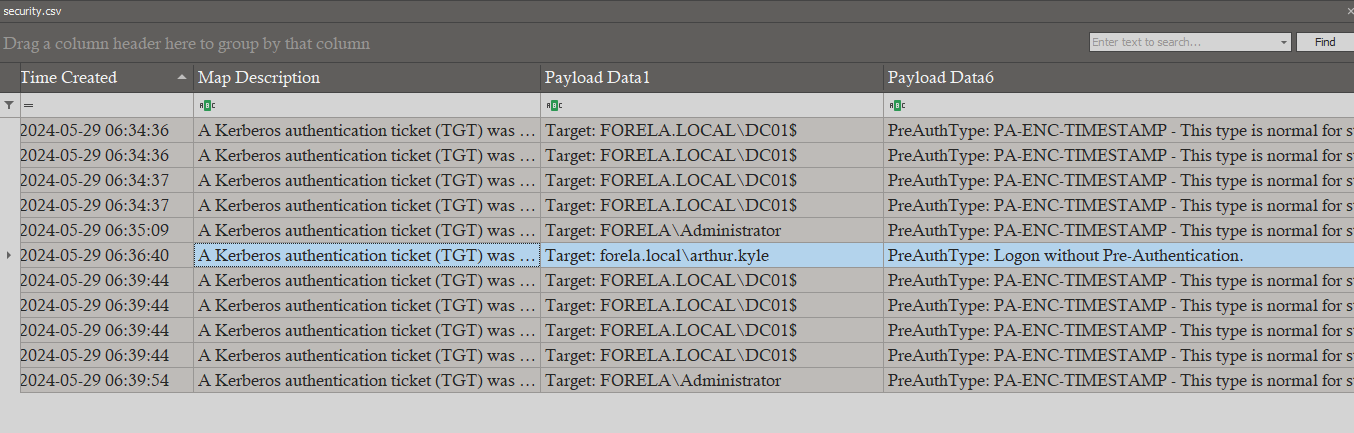 security.csv
Drag a column header here to group by that column
Enter text to search... Find
Time Created Map Description Payload Data1 Payload Data6
= ABC ABC ABC
2024-05-29 06:34:36 A Kerberos authentication ticket (TGT) was ... Target: FORELA.LOCAL\DC01$ PreAuthType: PA-ENC-TIMESTAMP - This type is normal for
2024-05-29 06:34:36 A Kerberos authentication ticket (TGT) was ... Target: FORELA.LOCAL\DC01$ PreAuthType: PA-ENC-TIMESTAMP - This type is normal for
2024-05-29 06:34:37 A Kerberos authentication ticket (TGT) was ... Target: FORELA.LOCAL\DC01$ PreAuthType: PA-ENC-TIMESTAMP - This type is normal for
2024-05-29 06:34:37 A Kerberos authentication ticket (TGT) was ... Target: FORELA.LOCAL\DC01$ PreAuthType: PA-ENC-TIMESTAMP - This type is normal for
2024-05-29 06:35:09 A Kerberos authentication ticket (TGT) was ... Target: FORELA\Administrator PreAuthType: PA-ENC-TIMESTAMP - This type is normal for
2024-05-29 06:36:40 A Kerberos authentication ticket (TGT) was ... Target: forela.local\arthur.kyle PreAuthType: Logon without Pre-Authentication.
2024-05-29 06:39:44 A Kerberos authentication ticket (TGT) was ... Target: FORELA.LOCAL\DC01$ PreAuthType: PA-ENC-TIMESTAMP - This type is normal for
2024-05-29 06:39:44 A Kerberos authentication ticket (TGT) was ... Target: FORELA.LOCAL\DC01$ PreAuthType: PA-ENC-TIMESTAMP - This type is normal for
2024-05-29 06:39:44 A Kerberos authentication ticket (TGT) was ... Target: FORELA.LOCAL\DC01$ PreAuthType: PA-ENC-TIMESTAMP - This type is normal for
2024-05-29 06:39:44 A Kerberos authentication ticket (TGT) was ... Target: FORELA.LOCAL\DC01$ PreAuthType: PA-ENC-TIMESTAMP - This type is normal for
2024-05-29 06:39:54 A Kerberos authentication ticket (TGT) was ... Target: FORELA\Administrator PreAuthType: PA-ENC-TIMESTAMP - This type is normal for